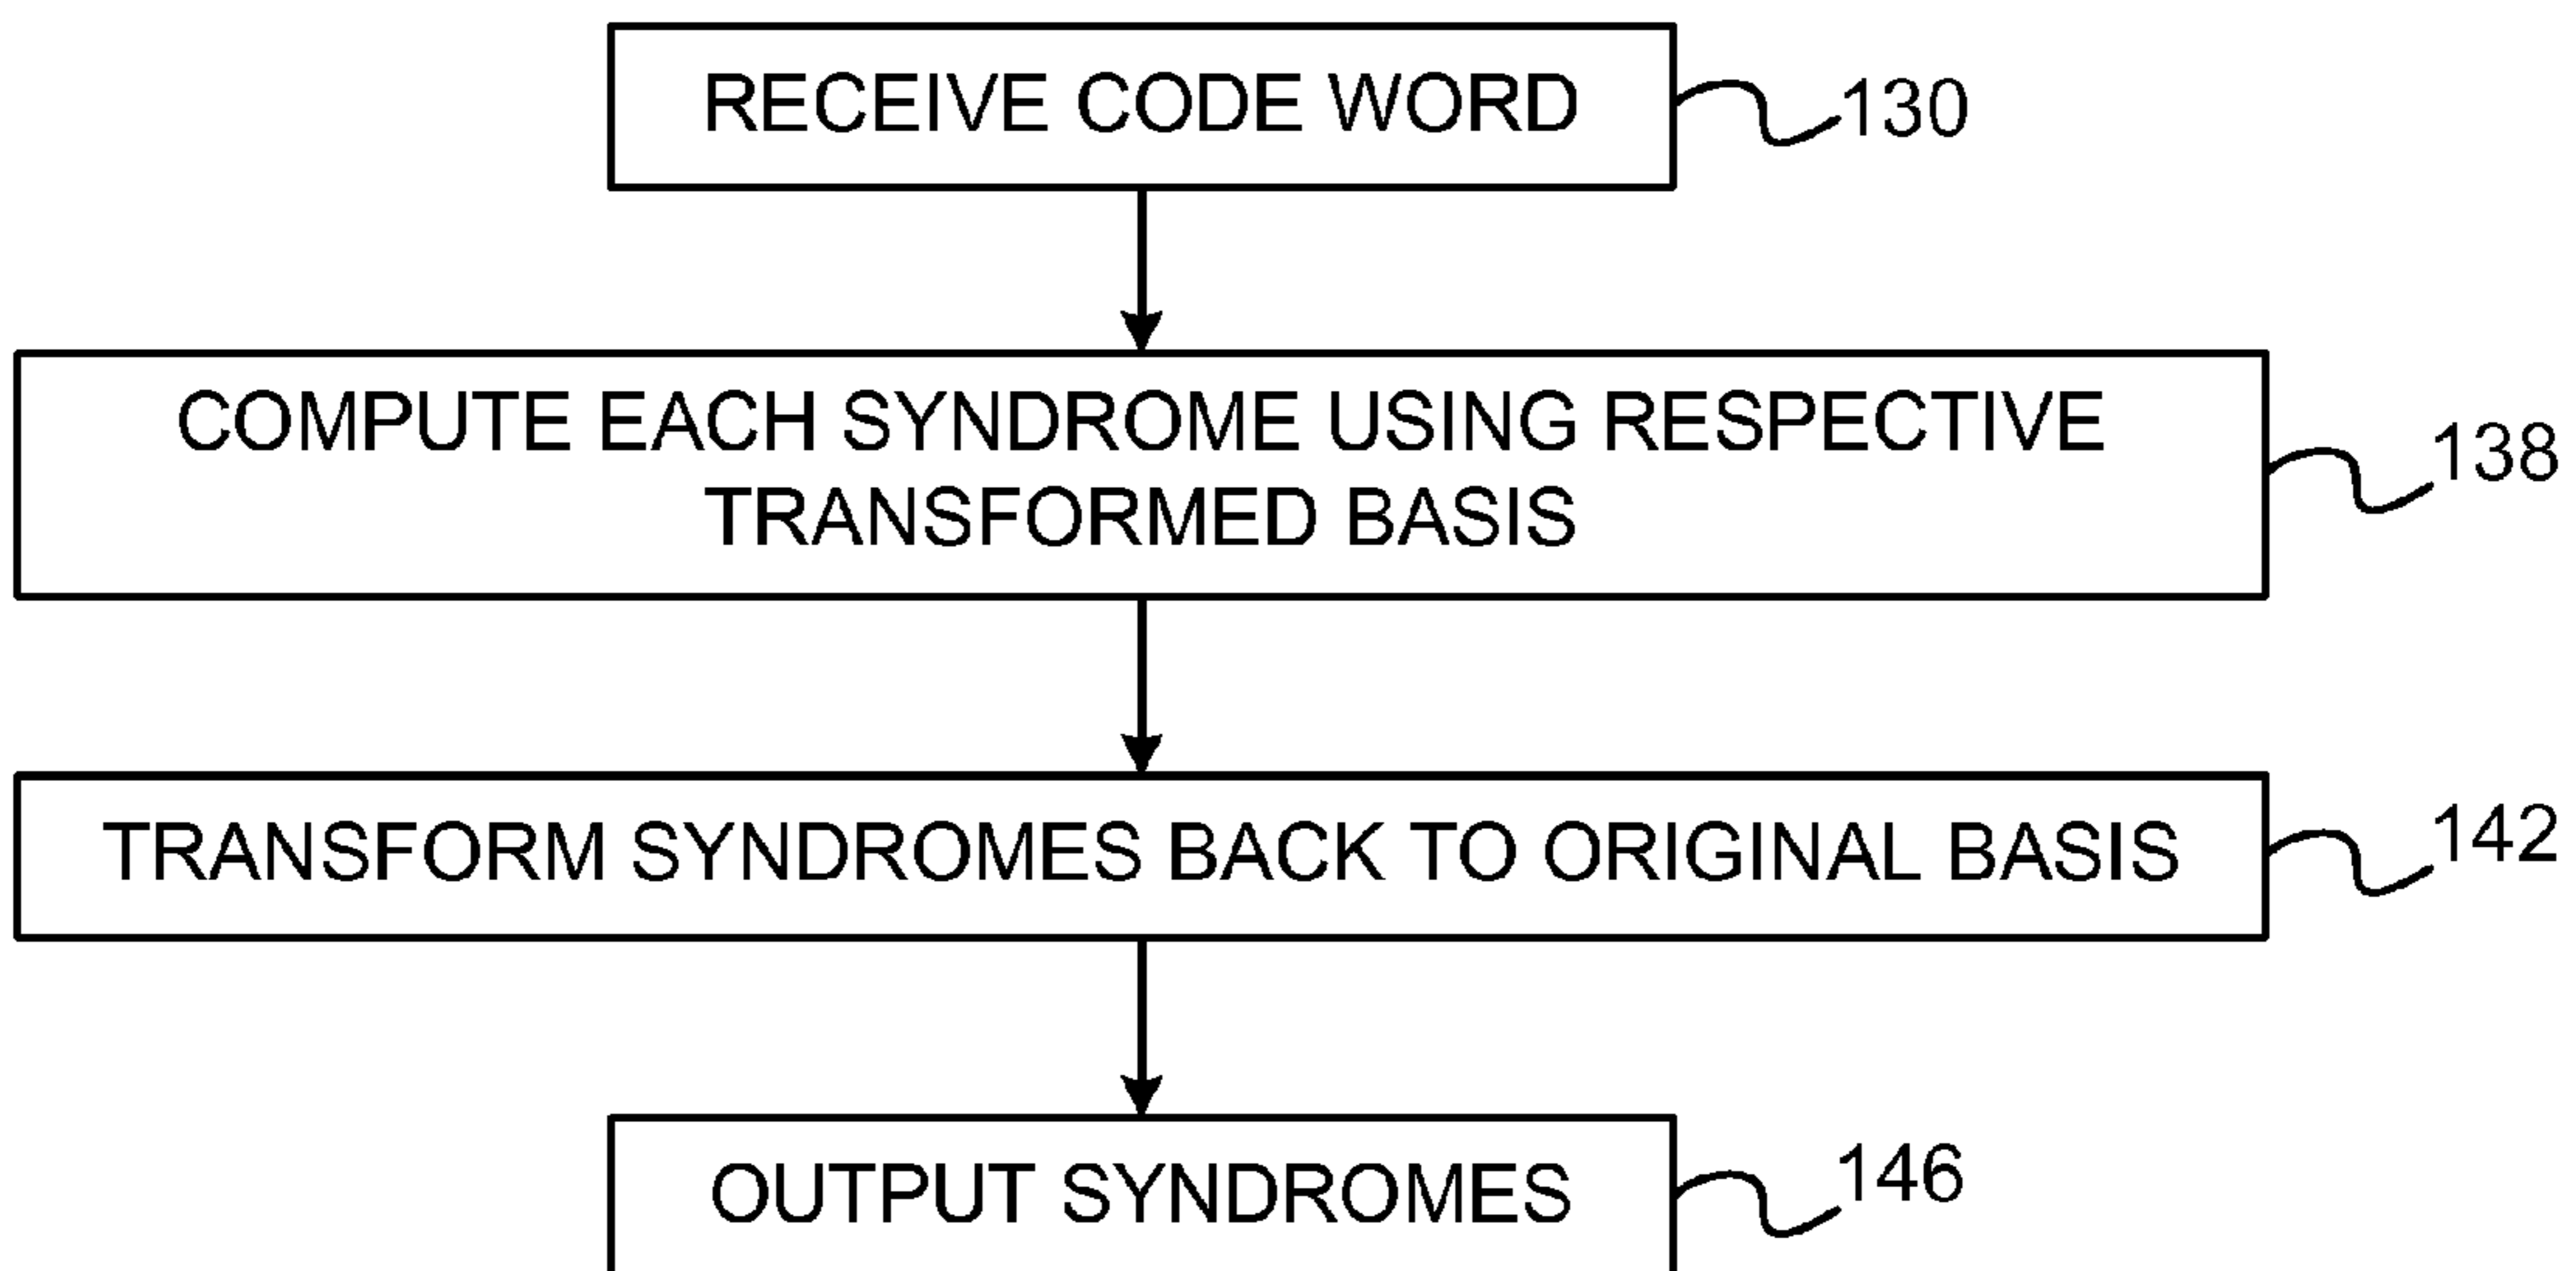 RECEIVE CODE WORD
130
COMPUTE EACH SYNDROME USING RESPECTIVE
TRANSFORMED BASIS
138
TRANSFORM SYNDROMES BACK TO ORIGINAL BASIS
142
OUTPUT SYNDROMES
146